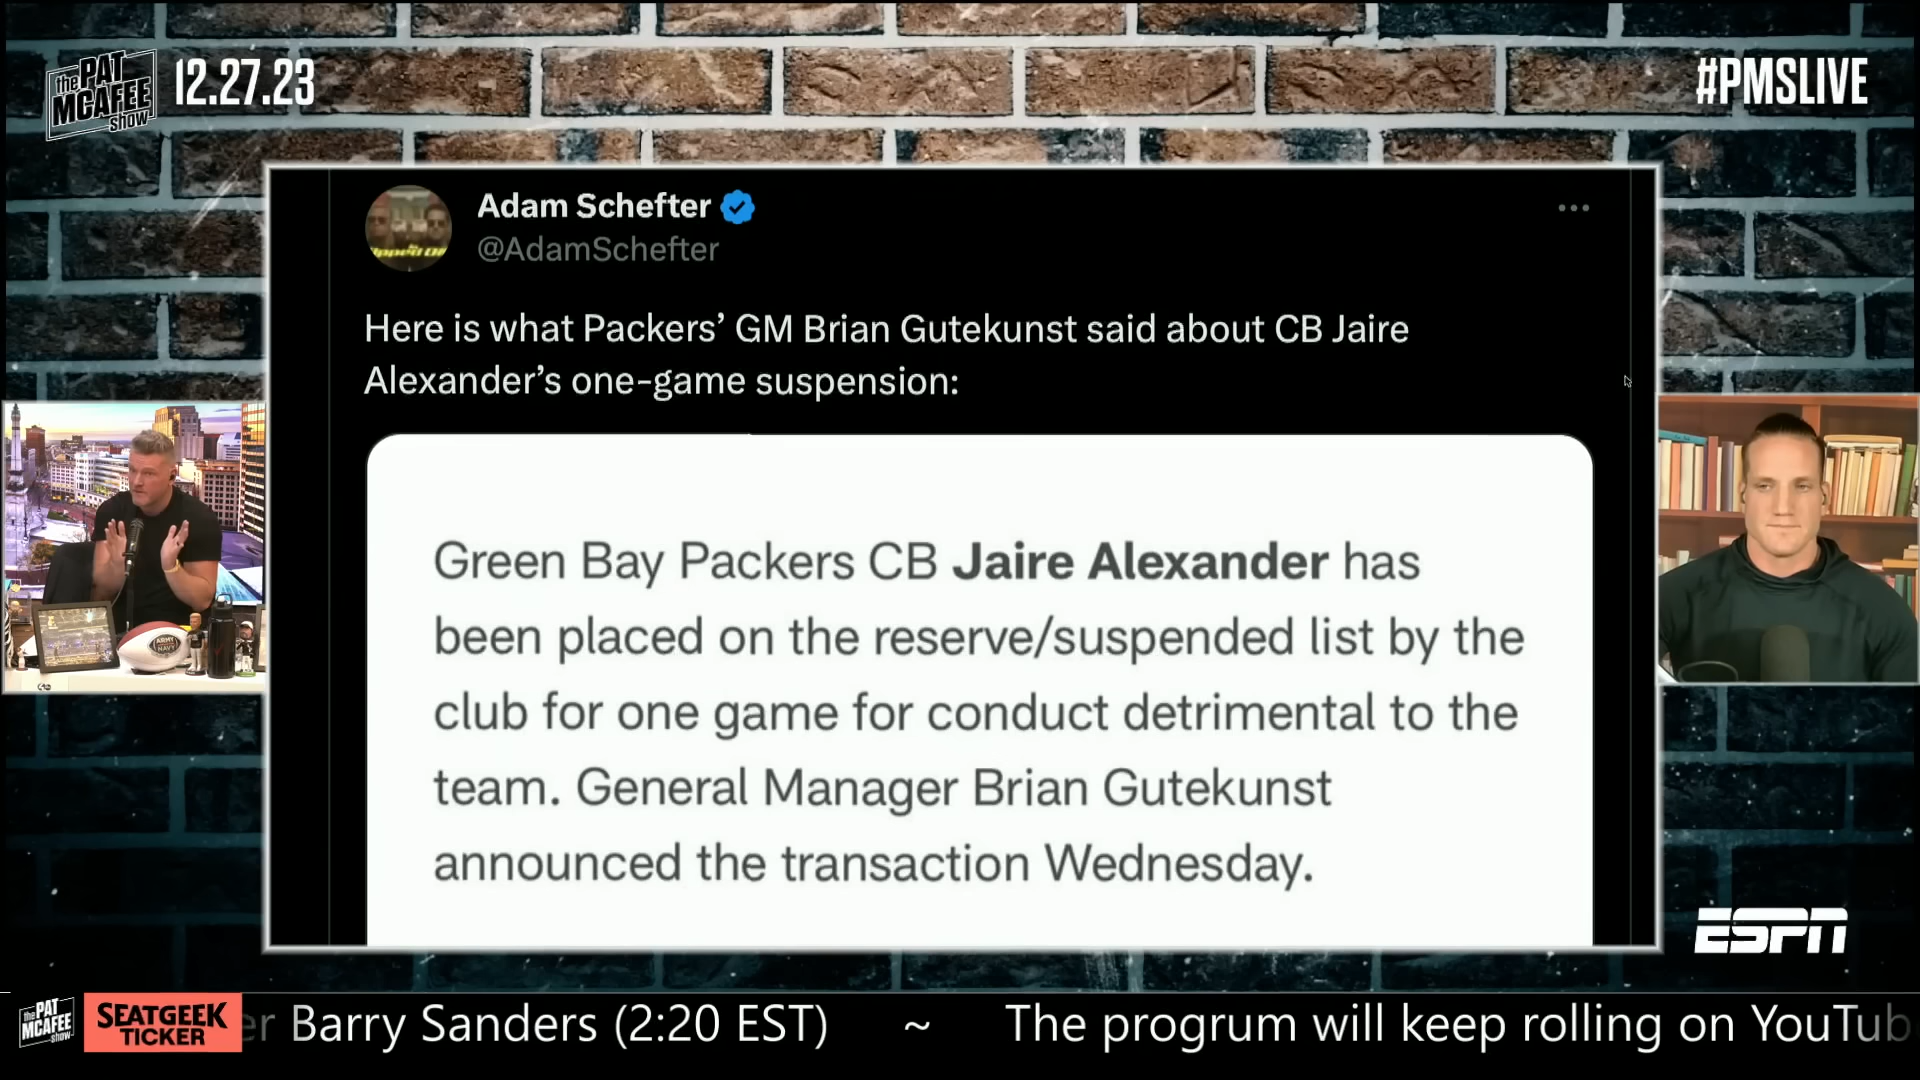 the PAT MCAFEE show
12.27.23
#PMSLIVE
Adam Schefter
@AdamSchefter
Here is what Packers’ GM Brian Gutekunst said about CB Jaire
Alexander’s one-game suspension:
Green Bay Packers CB Jaire Alexander has
been placed on the reserve/suspended list by the
club for one game for conduct detrimental to the
team. General Manager Brian Gutekunst
announced the transaction Wednesday.
ARMY
NAVY
ESPN
the PAT MCAFEE show
SEATGEEK
TICKER
er Barry Sanders (2:20 EST) ~ The progrum will keep rolling on YouTub